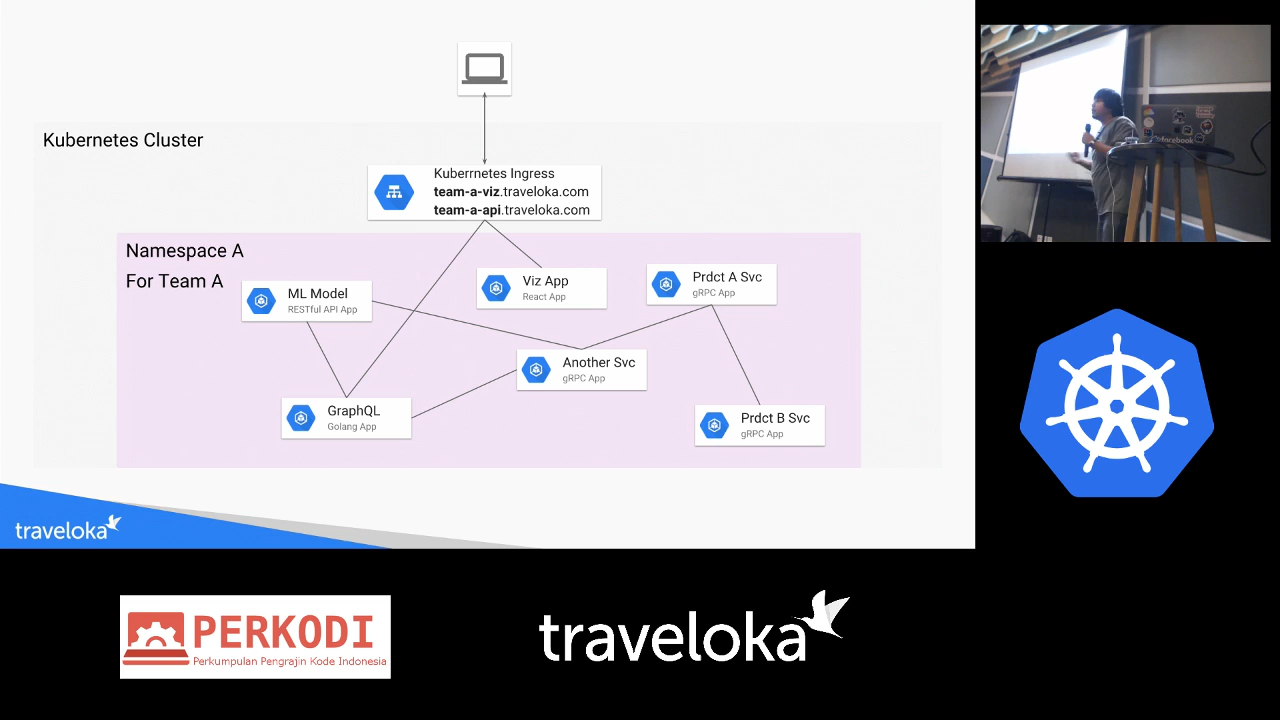 Kubernetes Cluster
Kubernetes Ingress
team-a-viz.traveloka.com
team-a-api.traveloka.com
Namespace A
For Team A
ML Model
RESTful API App
Viz App
React App
Prdct A Svc
gRPC App
Another Svc
gRPC App
GraphQL
Golang App
Prdct B Svc
gRPC App
traveloka
facebook
PERKODI
Perkumpulan Pengrajin Kode Indonesia
traveloka